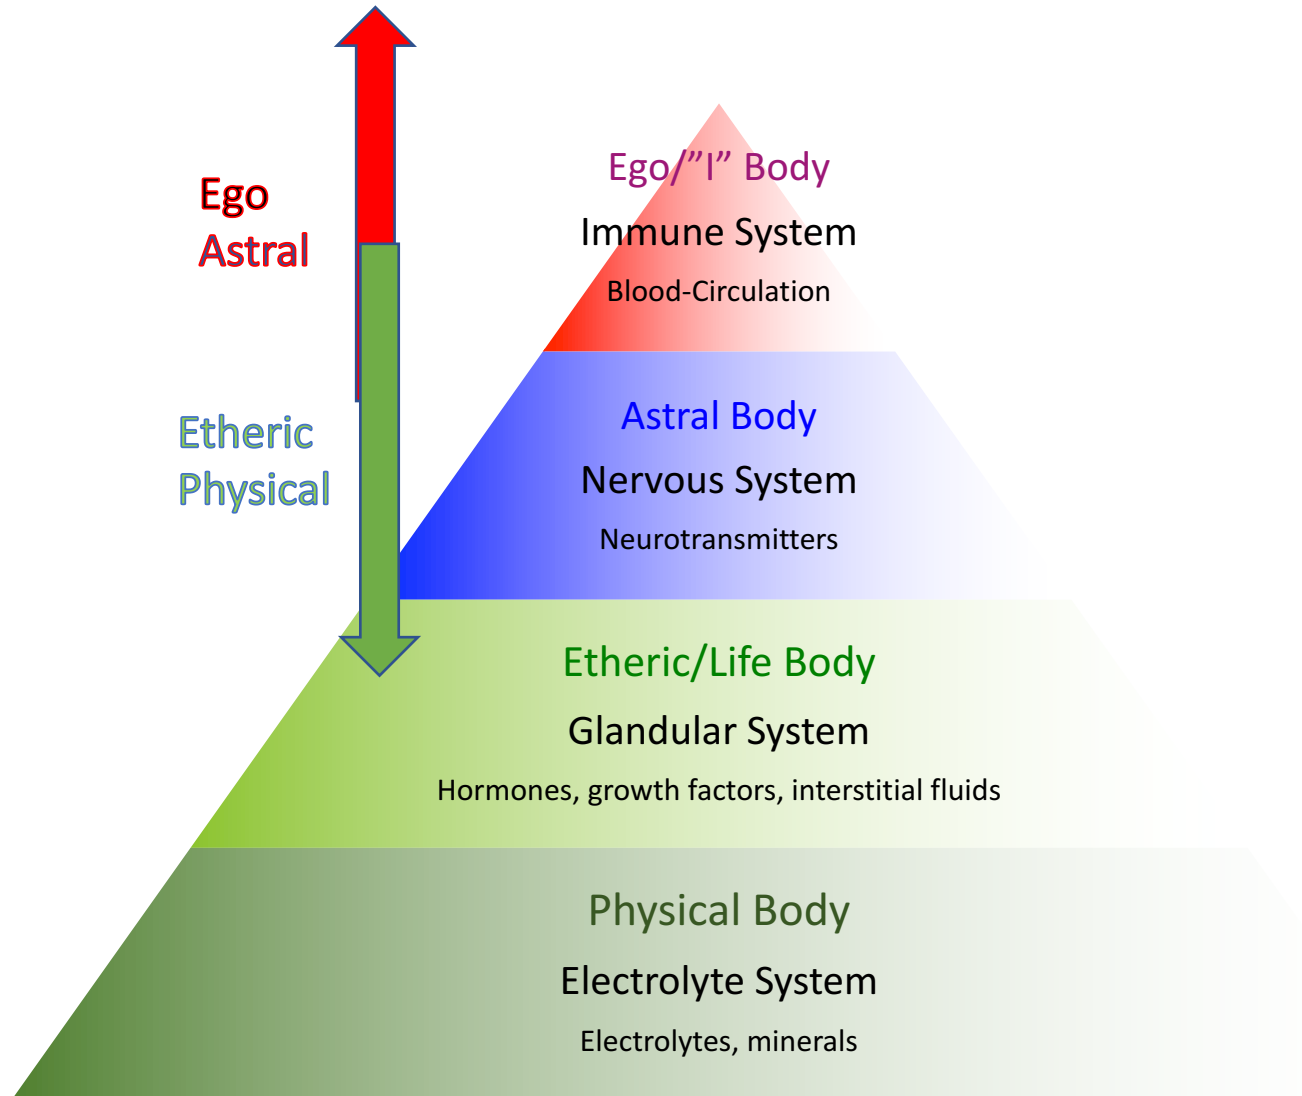 Ego
Astral
Etheric
Physical
Ego/”I” Body
Immune System
Blood-Circulation
Astral Body
Nervous System
Neurotransmitters
Etheric/Life Body
Glandular System
Hormones, growth factors, interstitial fluids
Physical Body
Electrolyte System
Electrolytes, minerals